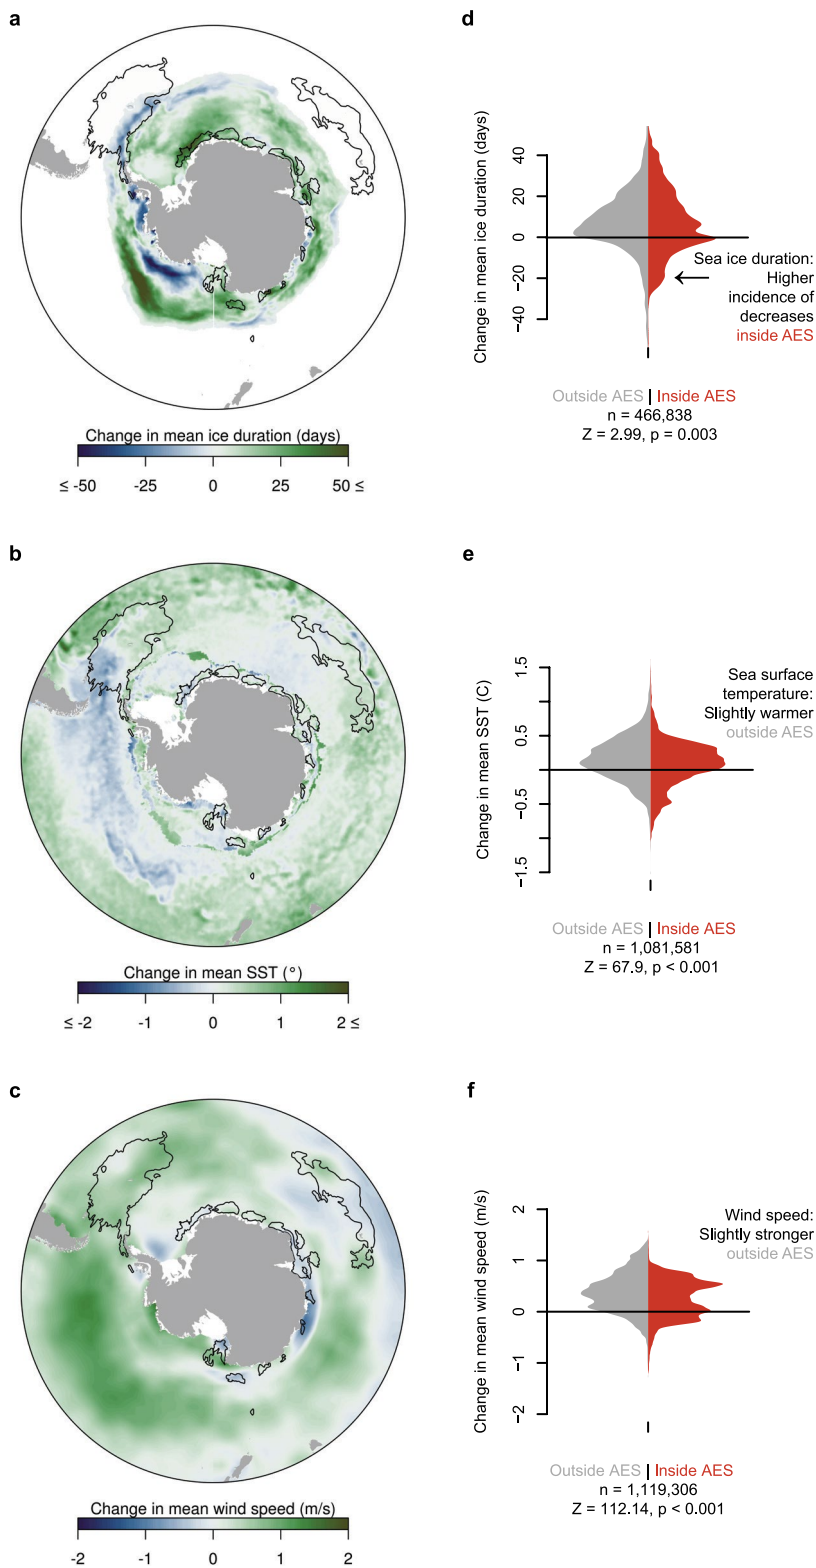 a
Change in mean ice duration (days)
≤ -50 -25 0 25 50 ≤
d
Change in mean ice duration (days)
40
20
0
−20
−40
Sea ice duration:
Higher
incidence of
decreases
inside AES
Outside AES | Inside AES
n = 466,838
Z = 2.99, p = 0.003
b
Change in mean SST (°)
≤ -2 -1 0 1 2 ≤
e
Change in mean SST (C)
1.5
0.5
−0.5
−1.5
Sea surface
temperature:
Slightly warmer
outside AES
Outside AES | Inside AES
n = 1,081,581
Z = 67.9, p < 0.001
c
Change in mean wind speed (m/s)
-2 -1 0 1 2
f
Change in mean wind speed (m/s)
2
1
0
−1
−2
Wind speed:
Slightly stronger
outside AES
Outside AES | Inside AES
n = 1,119,306
Z = 112.14, p < 0.001